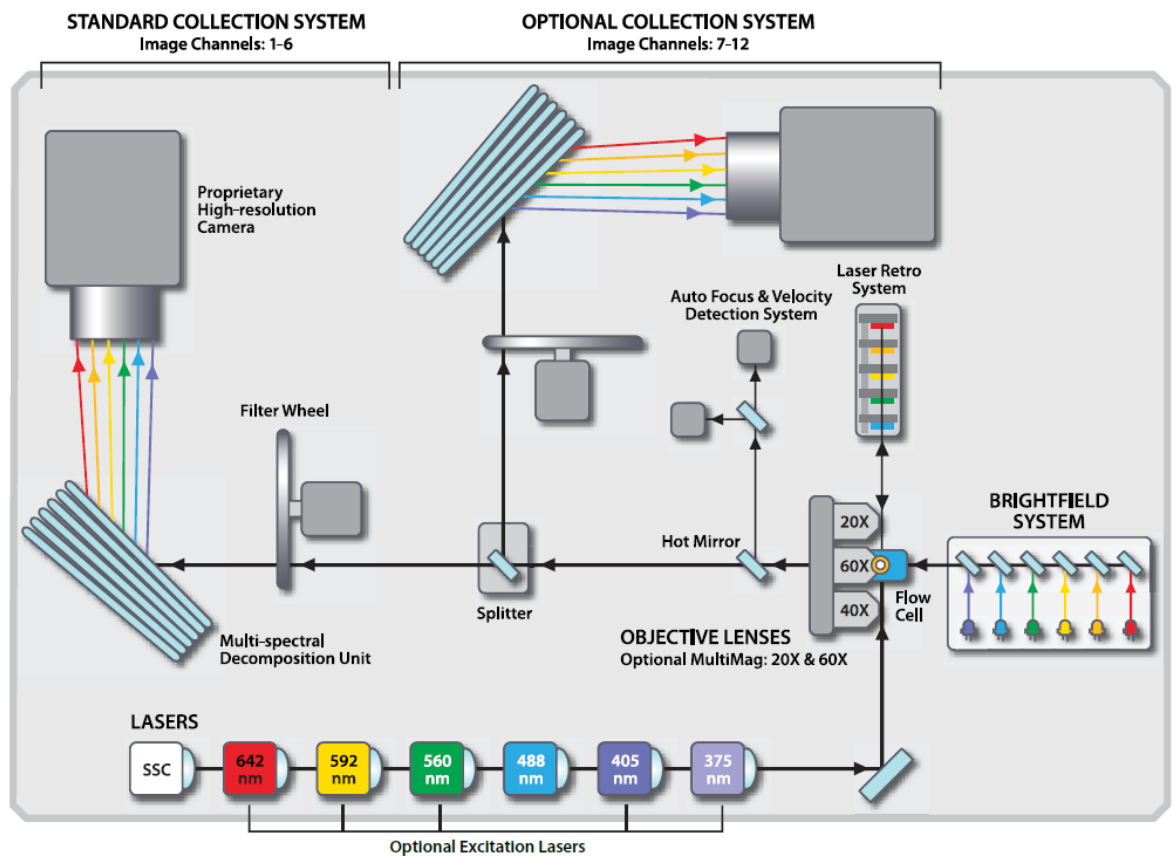 STANDARD COLLECTION SYSTEM
Image Channels: 1-6
OPTIONAL COLLECTION SYSTEM
Image Channels: 7-12
Proprietary
High-resolution
Camera
Laser Retro
System
Auto Focus & Velocity
Detection System
Filter Wheel
BRIGHTFIELD
SYSTEM
20X
Hot Mirror
60X
Flow
Cell
40X
Splitter
OBJECTIVE LENSES
Optional MultiMag: 20X & 60X
Multi-spectral
Decomposition Unit
LASERS
SSC
642
nm
592
nm
560
nm
488
nm
405
nm
375
nm
Optional Excitation Lasers